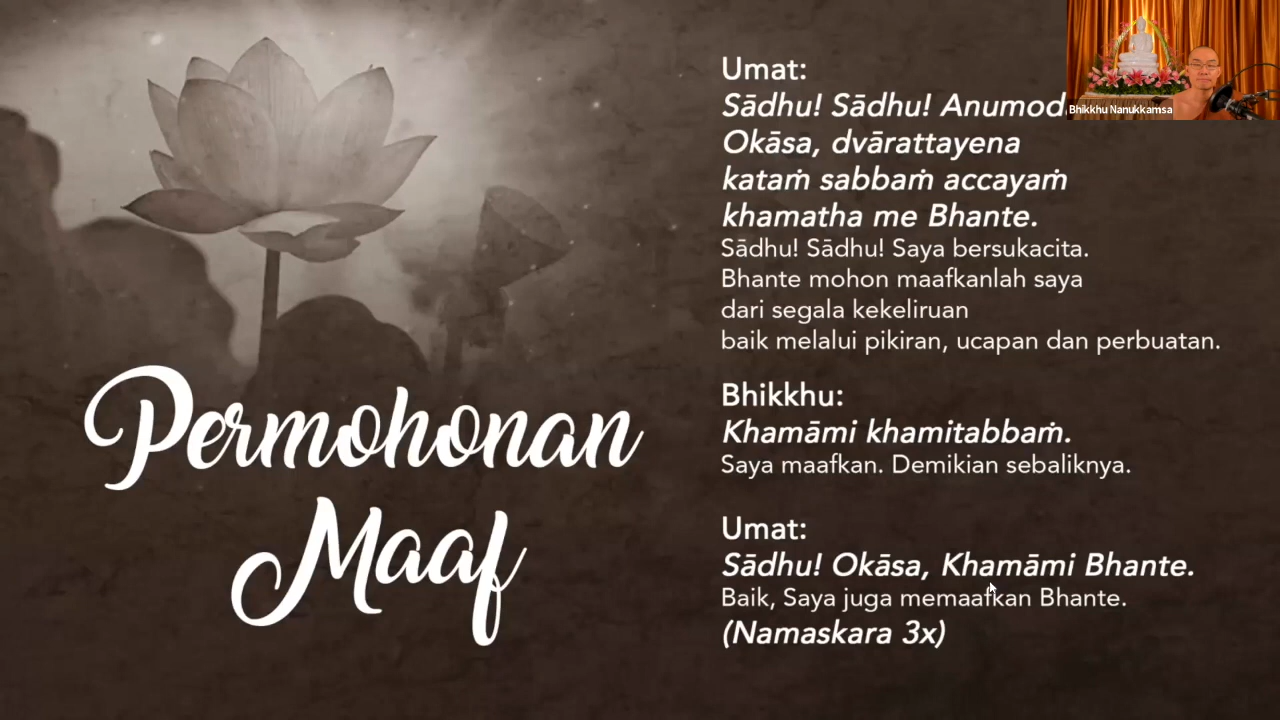 Permohonan
Maaf
Umat:
Sādhu! Sādhu! 
Okāsa, dvārattayena
kataṁ sabbaṁ accayaṁ
khamatha me Bhante.
Sādhu! Sādhu! Saya bersukacita.
Bhante mohon maafkanlah saya
dari segala kekeliruan
baik melalui pikiran, ucapan dan perbuatan.
Bhikkhu:
Khamāmi khamitabbaṁ.
Saya maafkan. Demikian sebaliknya.
Umat:
Sādhu! Okāsa, Khamāmi Bhante.
Baik, Saya juga memaafkan Bhante.
(Namaskara 3x)
Bhikkhu Nanukkamsa